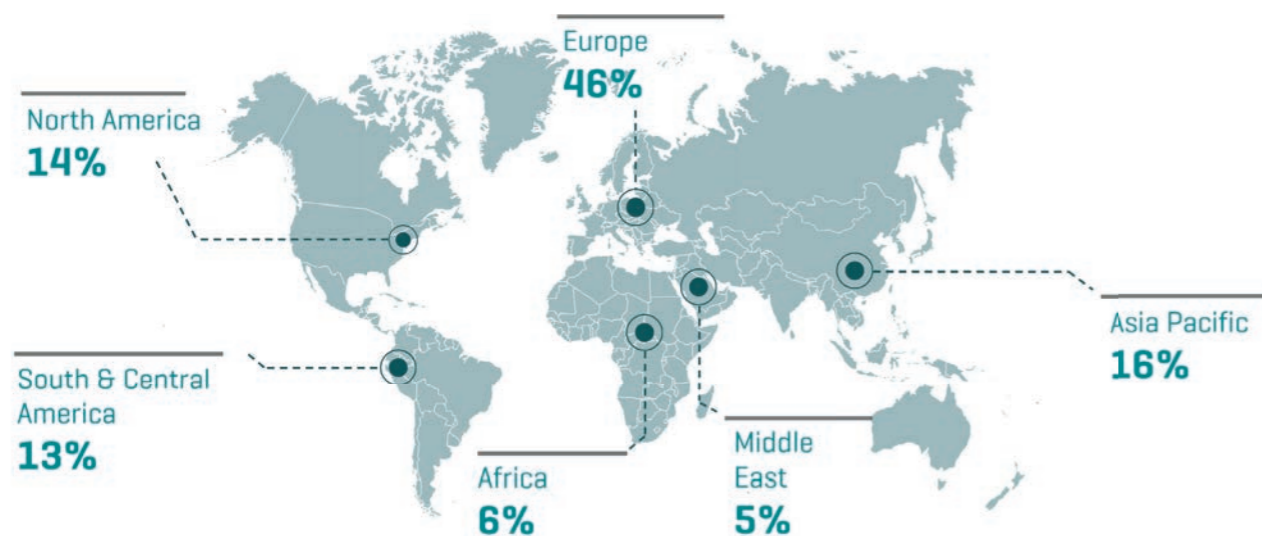 Europe
46%
North America
14%
Asia Pacific
16%
South & Central
America
13%
Africa
6%
Middle
East
5%